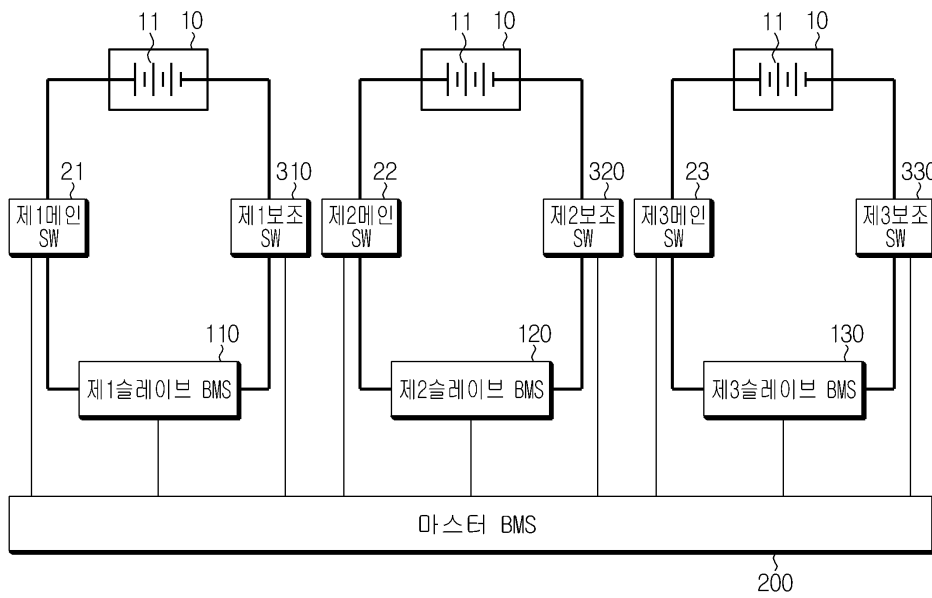 11 10 11 10 11 10
21 310 22 320 23 330
제1메인 SW
제1보조 SW
제2메인 SW
제2보조 SW
제3메인 SW
제3보조 SW
110 120 130
제1슬레이브 BMS 제2슬레이브 BMS 제3슬레이브 BMS
마스터 BMS
200